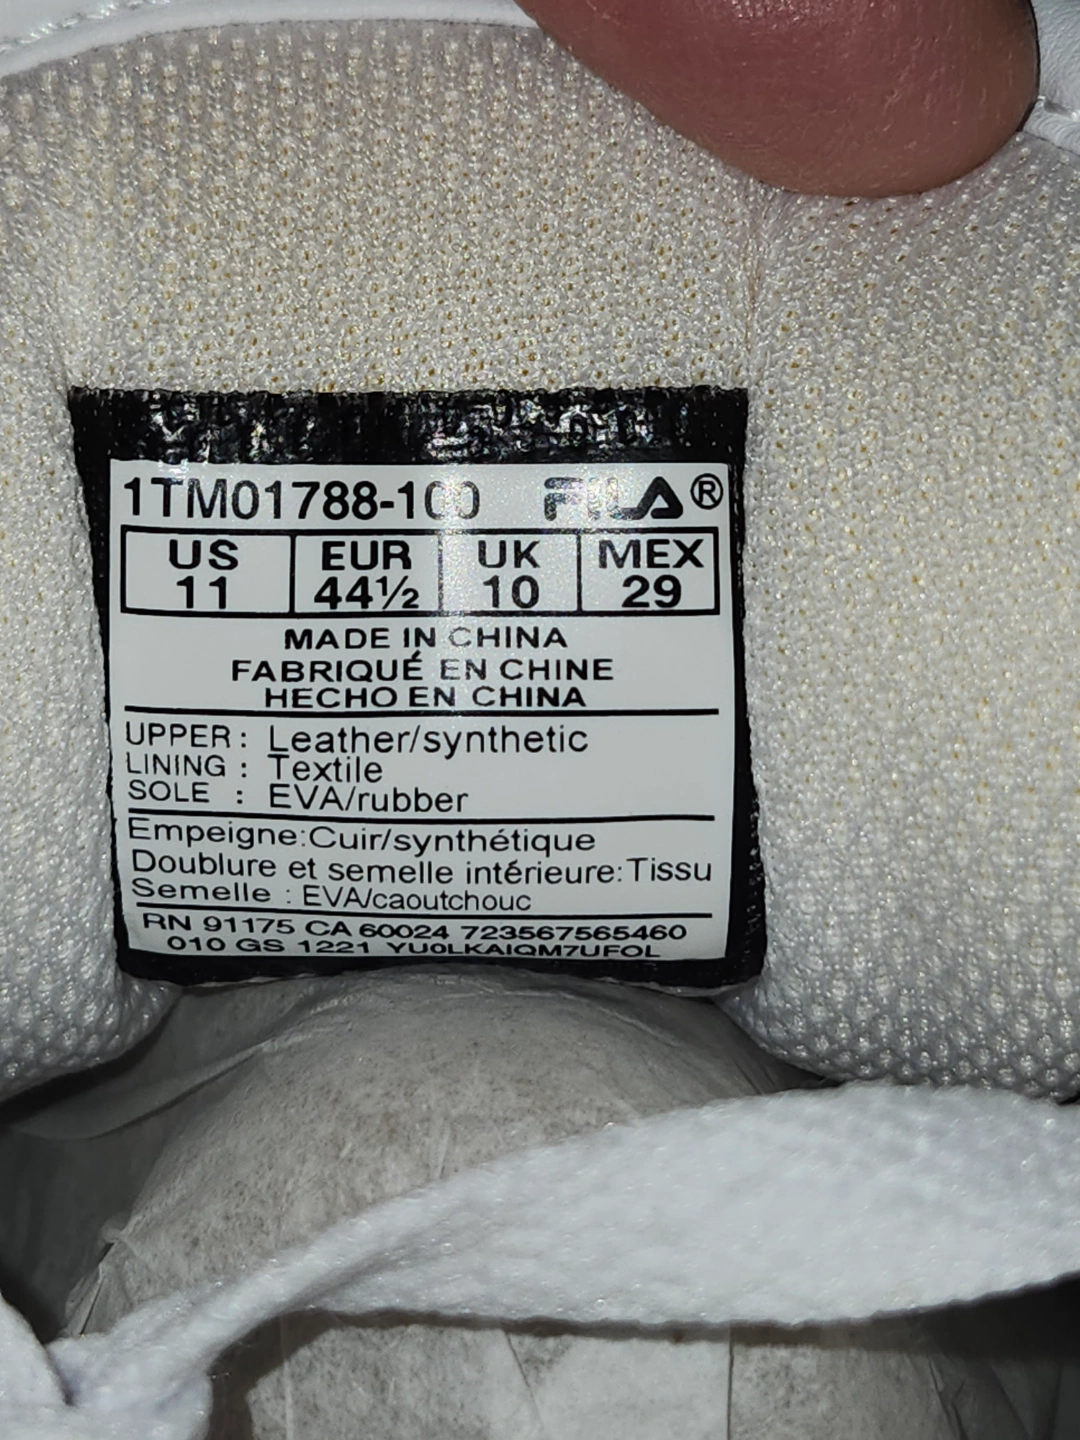 1TM01788-100 FILA®
US EUR UK MEX
11 44½ 10 29
MADE IN CHINA
FABRIQUÉ EN CHINE
HECHO EN CHINA
UPPER : Leather/synthetic
LINING : Textile
SOLE : EVA/rubber
Empeigne:Cuir/synthétique
Doublure et semelle intérieure:Tissu
Semelle : EVA/caoutchouc
RN 91175 CA 60024 723567565460
010 GS 1221 YU0LKAIQM7UFOL